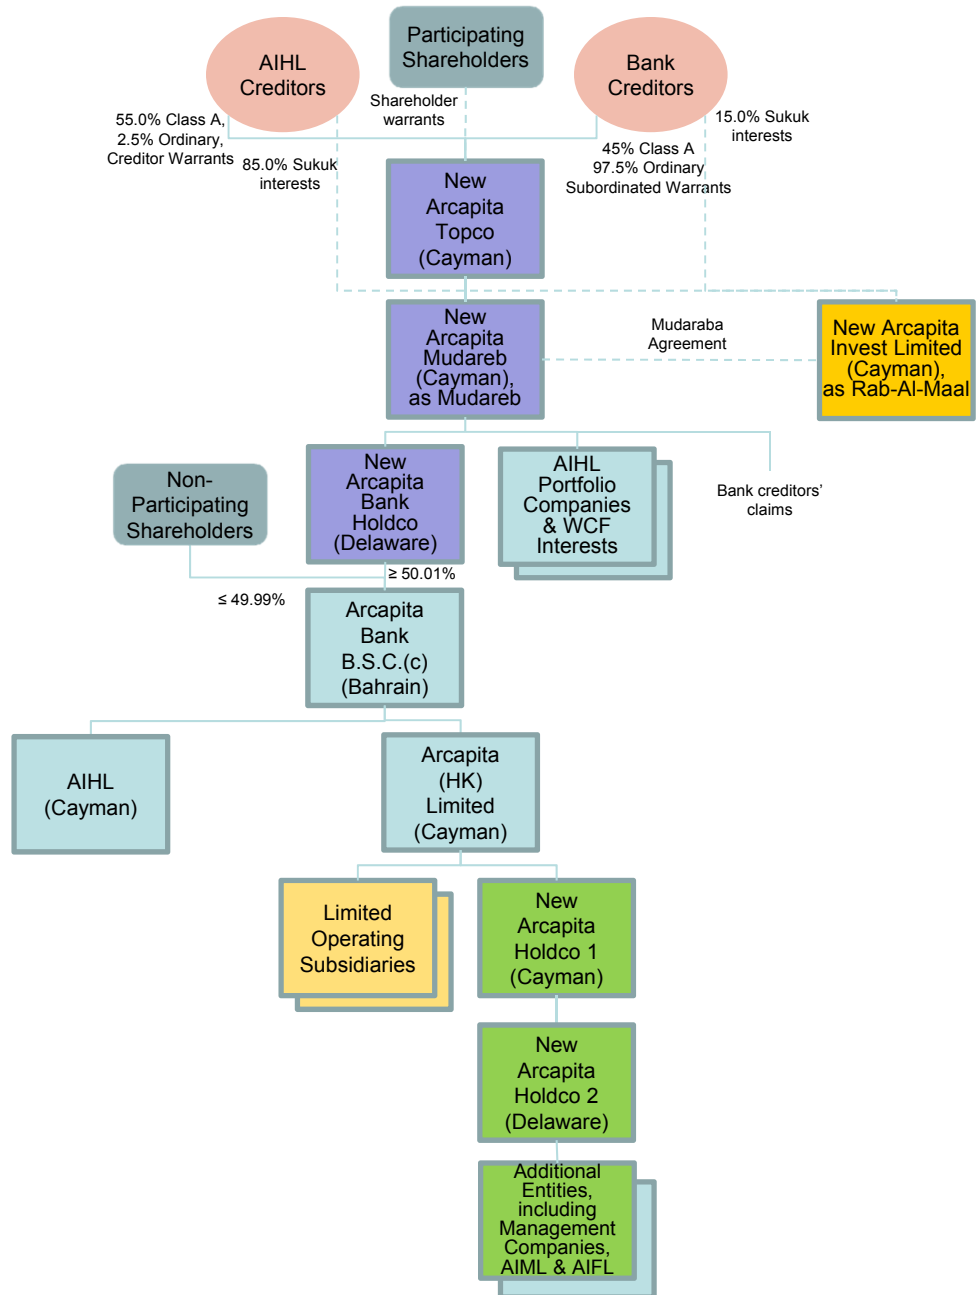 AIHL
Creditors
Participating
Shareholders
Bank
Creditors
55.0% Class A,
2.5% Ordinary,
Creditor Warrants
Shareholder
warrants
15.0% Sukuk
interests
85.0% Sukuk
interests
45% Class A
97.5% Ordinary
Subordinated Warrants
New
Arcapita
Topco
(Cayman)
New
Arcapita
Mudareb
(Cayman),
as Mudareb
Mudaraba
Agreement
New Arcapita
Invest Limited
(Cayman),
as Rab-Al-Maal
Non-
Participating
Shareholders
New
Arcapita
Bank
Holdco
(Delaware)
AIHL
Portfolio
Companies
& WCF
Interests
Bank creditors’
claims
≥ 50.01%
≤ 49.99%
Arcapita
Bank
B.S.C.(c)
(Bahrain)
AIHL
(Cayman)
Arcapita
(HK)
Limited
(Cayman)
Limited
Operating
Subsidiaries
New
Arcapita
Holdco 1
(Cayman)
New
Arcapita
Holdco 2
(Delaware)
Additional
Entities,
including
Management
Companies,
AIML & AIFL